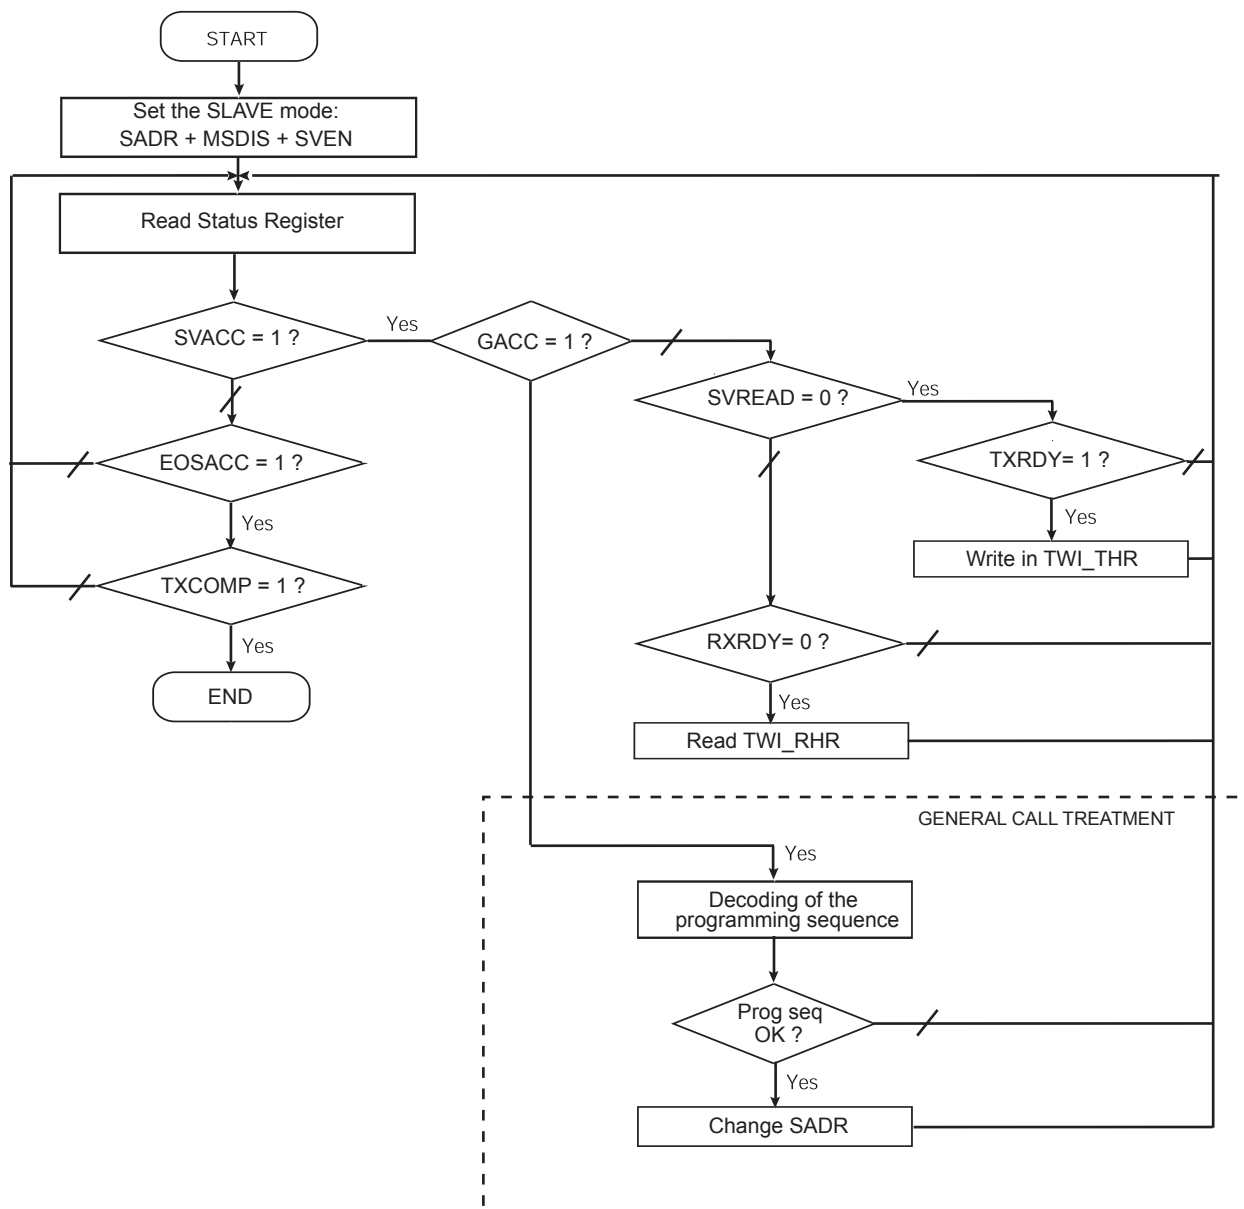 START
Set the SLAVE mode:
SADR + MSDIS + SVEN
Read Status Register
SVACC = 1 ?
Yes
GACC = 1 ?
SVREAD = 0 ?
Yes
EOSACC = 1 ?
TXRDY= 1 ?
Yes
Yes
Write in TWI_THR
TXCOMP = 1 ?
Yes
RXRDY= 0 ?
END
Yes
Read TWI_RHR
GENERAL CALL TREATMENT
Yes
Decoding of the
programming sequence
Prog seq
OK ?
Yes
Change SADR